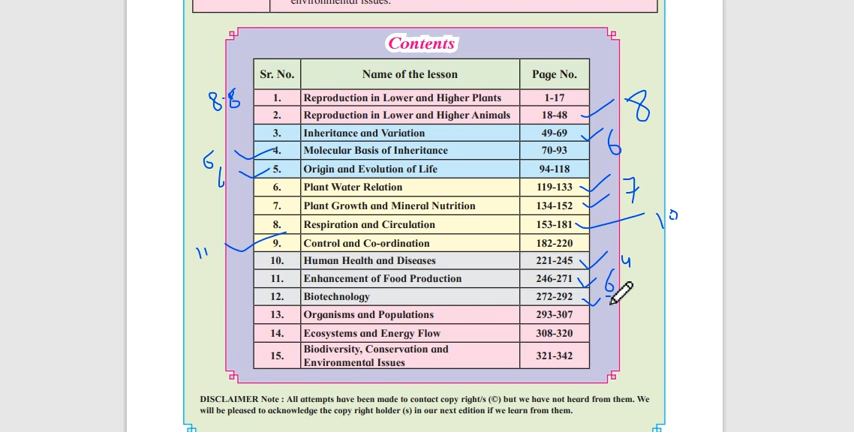 environmental issues.
Contents
Sr. No. Name of the lesson Page No.
1. Reproduction in Lower and Higher Plants 1-17
2. Reproduction in Lower and Higher Animals 18-48 8
3. Inheritance and Variation 49-69 6
4. Molecular Basis of Inheritance 70-93
6 5. Origin and Evolution of Life 94-118
6. Plant Water Relation 119-133 7
7. Plant Growth and Mineral Nutrition 134-152
8. Respiration and Circulation 153-181 10
11 9. Control and Co-ordination 182-220
10. Human Health and Diseases 221-245 4
11. Enhancement of Food Production 246-271 6
12. Biotechnology 272-292
13. Organisms and Populations 293-307
14. Ecosystems and Energy Flow 308-320
15. Biodiversity, Conservation and
Environmental Issues 321-342
DISCLAIMER Note : All attempts have been made to contact copy right/s (©) but we have not heard from them. We
will be pleased to acknowledge the copy right holder (s) in our next edition if we learn from them.